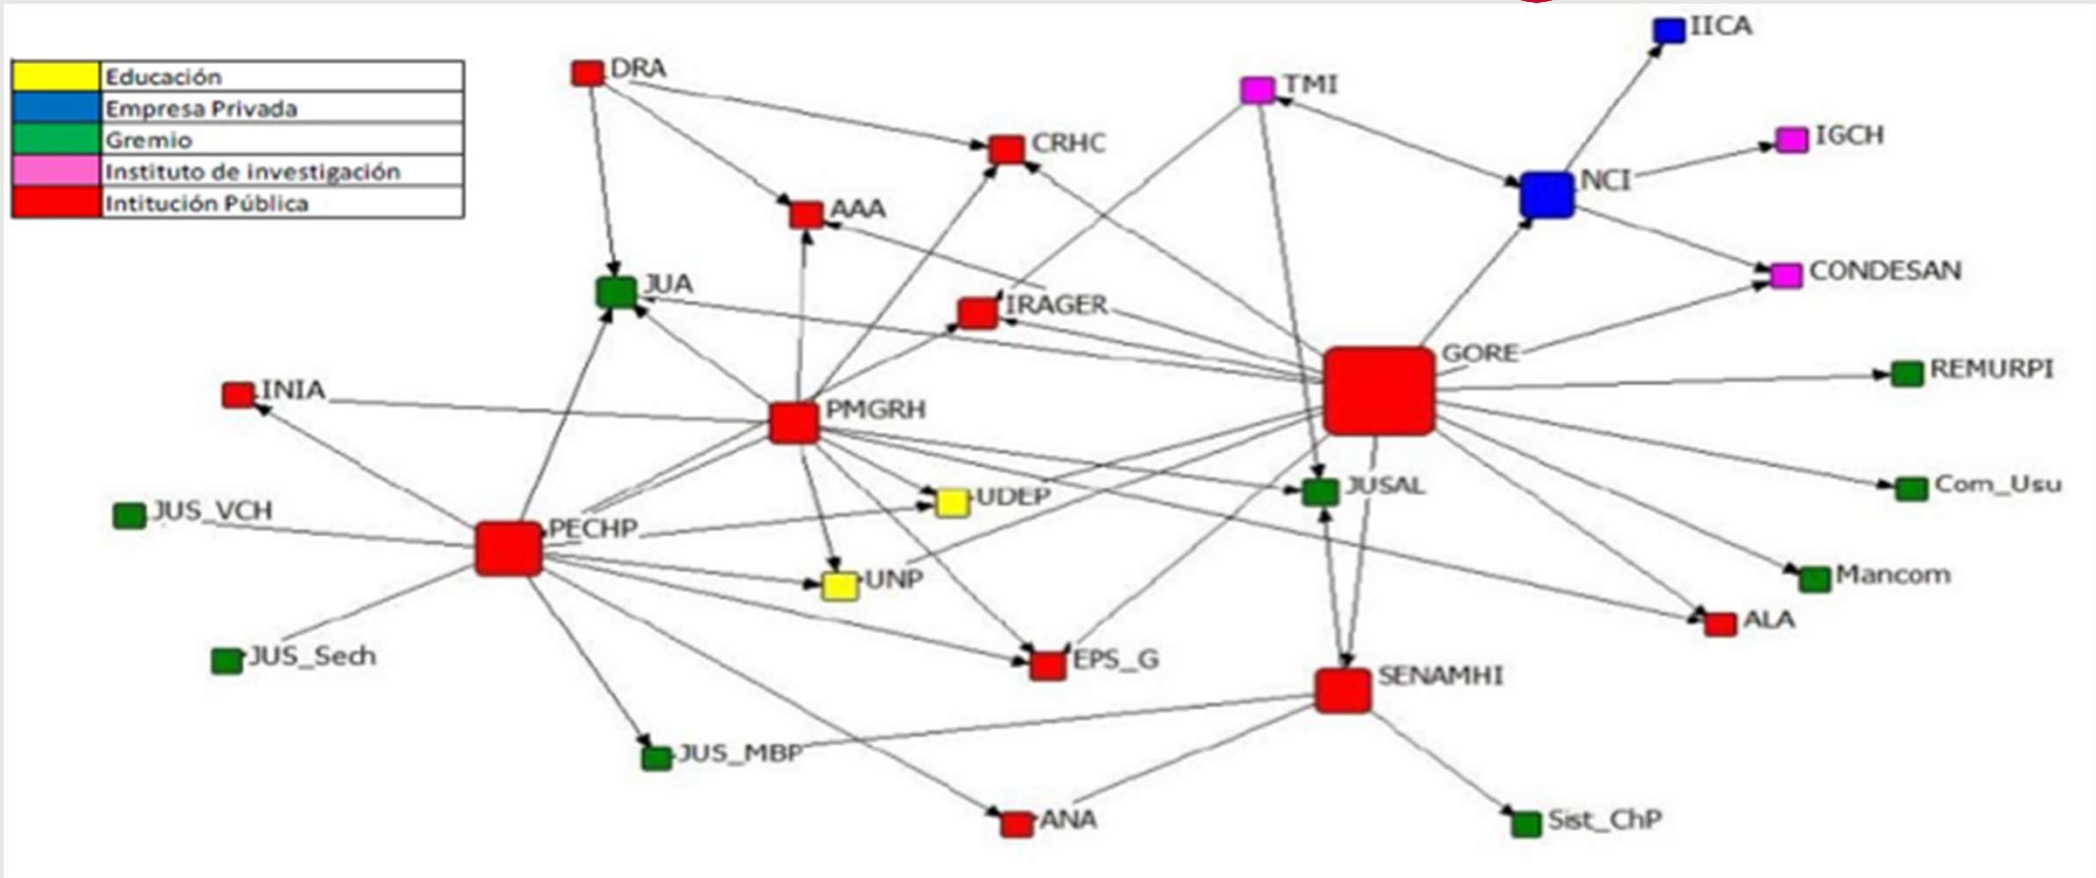 Educación
Empresa Privada
Gremio
Instituto de investigación
Intitución Pública
IICA
DRA
TMI
IGCH
CRHC
NCI
AAA
CONDESAN
JUA
IRAGER
GORE
REMURPI
INIA
PMGRH
Com_Usu
JUSAL
UDEP
JUS_VCH
PECHP
UNP
Mancom
ALA
JUS_Sech
EPS_G
SENAMHI
JUS_MBP
ANA
Sist_ChP